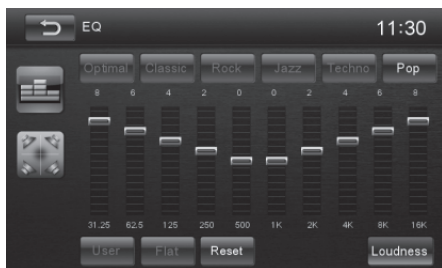 EQ 11:30
Optimal Classic Rock Jazz Techno Pop
8 6 4 2 0 0 2 4 6 8
31.25 62.5 125 250 500 1K 2K 4K 8K 16K
User Flat Reset Loudness